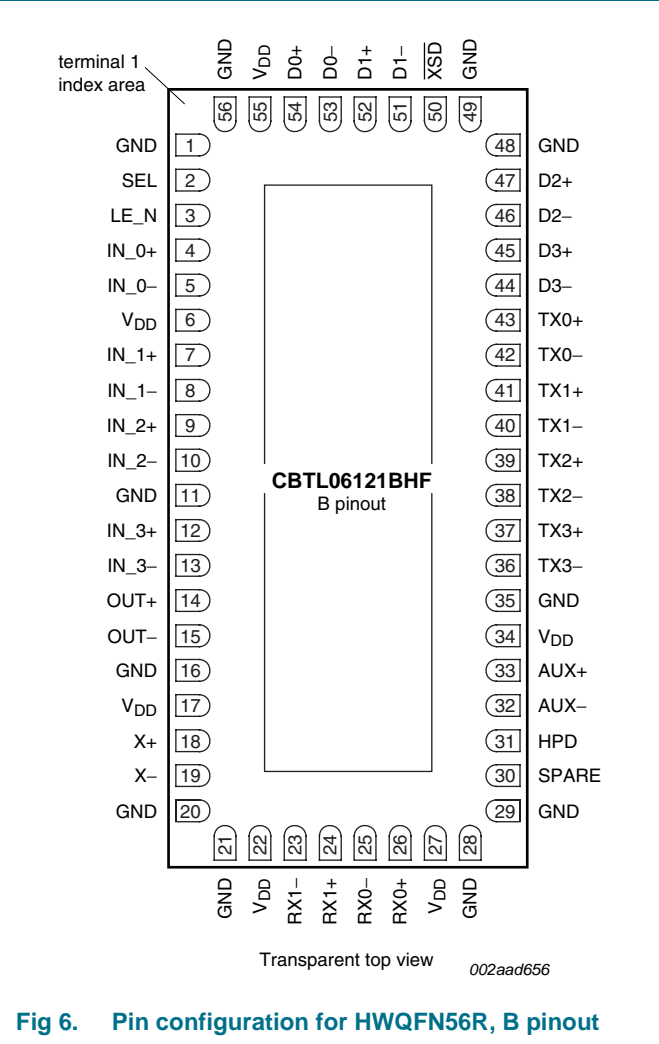 terminal 1
index area
GND
VDD
D0+
D0−
D1+
D1−
XSD
GND
56
55
54
53
52
51
50
49
GND 1
SEL 2
LE_N 3
IN_0+ 4
IN_0− 5
VDD 6
IN_1+ 7
IN_1− 8
IN_2+ 9
IN_2− 10
GND 11
IN_3+ 12
IN_3− 13
OUT+ 14
OUT− 15
GND 16
VDD 17
X+ 18
X− 19
GND 20
48 GND
47 D2+
46 D2−
45 D3+
44 D3−
43 TX0+
42 TX0−
41 TX1+
40 TX1−
39 TX2+
38 TX2−
37 TX3+
36 TX3−
35 GND
34 VDD
33 AUX+
32 AUX−
31 HPD
30 SPARE
29 GND
CBTL06121BHF
B pinout
21
22
23
24
25
26
27
28
GND
VDD
RX1−
RX1+
RX0−
RX0+
VDD
GND
Transparent top view
002aad656
Fig 6. Pin configuration for HWQFN56R, B pinout